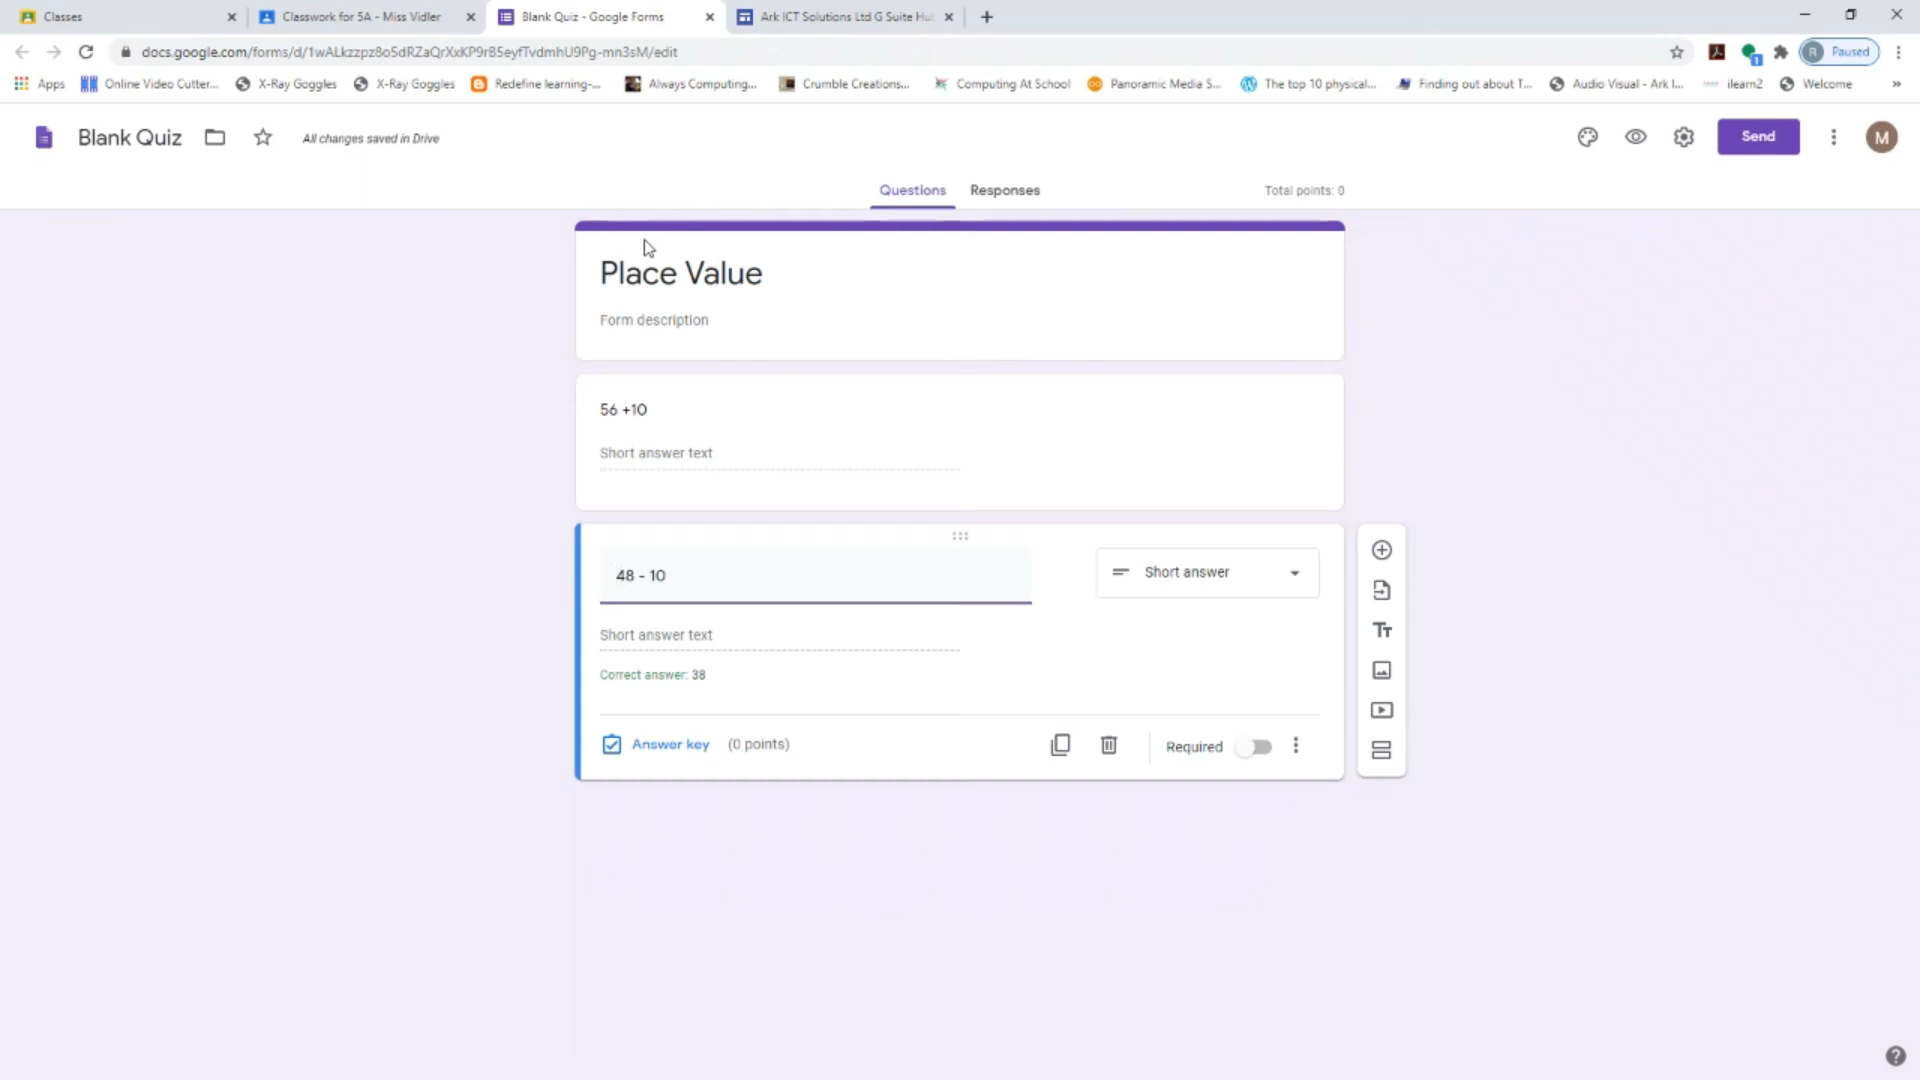 Classes
Classwork for 5A - Miss Vidler
Blank Quiz - Google Forms
Ark ICT Solutions Ltd G Suite Hu
docs.google.com/forms/d/1wALkzzpz8o5dRZaQrXxKP9rB5eyfTvdmhU9Pg-mn3sM/edit
R Paused
Apps
Online Video Cutter...
X-Ray Goggles
X-Ray Goggles
Redefine learning-...
Always Computing...
Crumble Creations...
Computing At School
Panoramic Media S...
The top 10 physical...
Finding out about T...
Audio Visual - Ark I...
ilearn2
Welcome
»
Blank Quiz
All changes saved in Drive
Send
M
Questions
Responses
Total points: 0
Place Value
Form description
56 +10
Short answer text
48 - 10
Short answer
Short answer text
Correct answer: 38
Answer key
(0 points)
Required
Tт